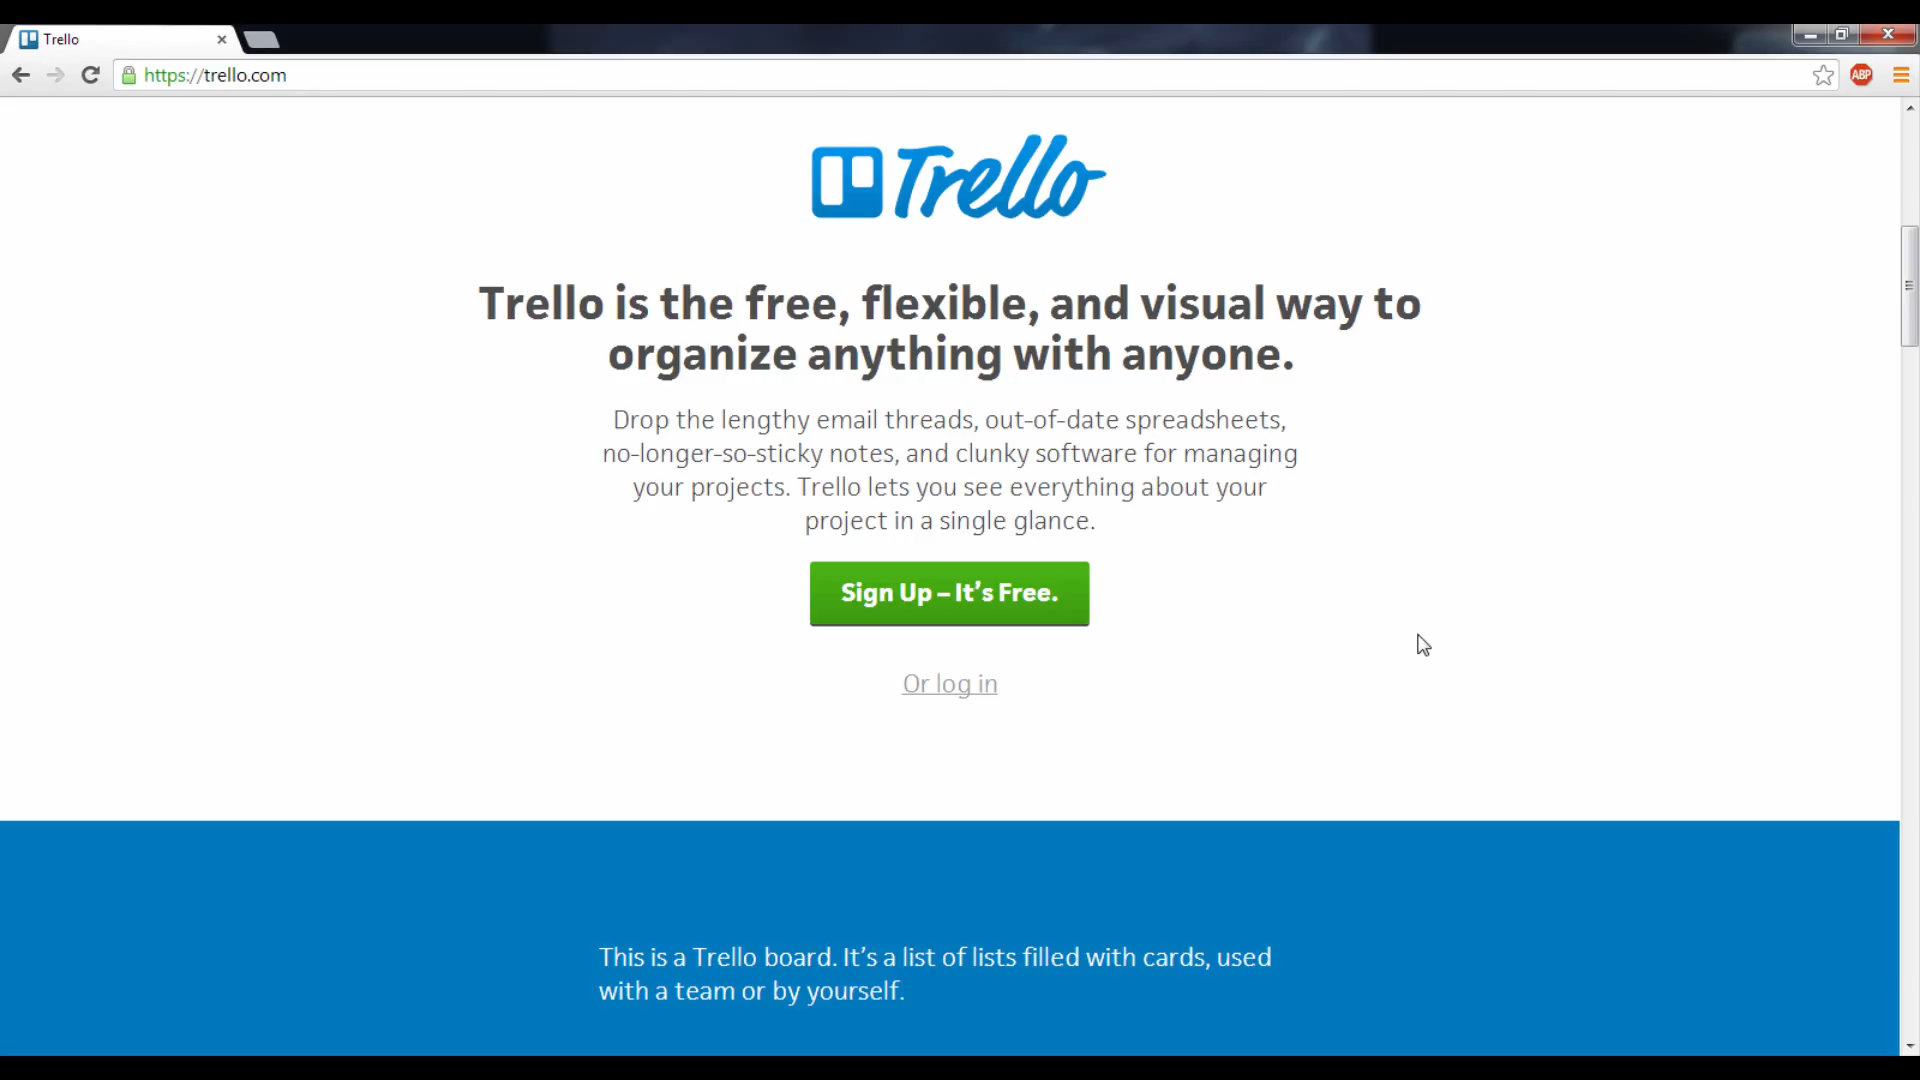 Trello
https://trello.com
ABP
Trello
Trello is the free, flexible, and visual way to
organize anything with anyone.
Drop the lengthy email threads, out-of-date spreadsheets,
no-longer-so-sticky notes, and clunky software for managing
your projects. Trello lets you see everything about your
project in a single glance.
Sign Up – It’s Free.
Or log in
This is a Trello board. It’s a list of lists filled with cards, used
with a team or by yourself.